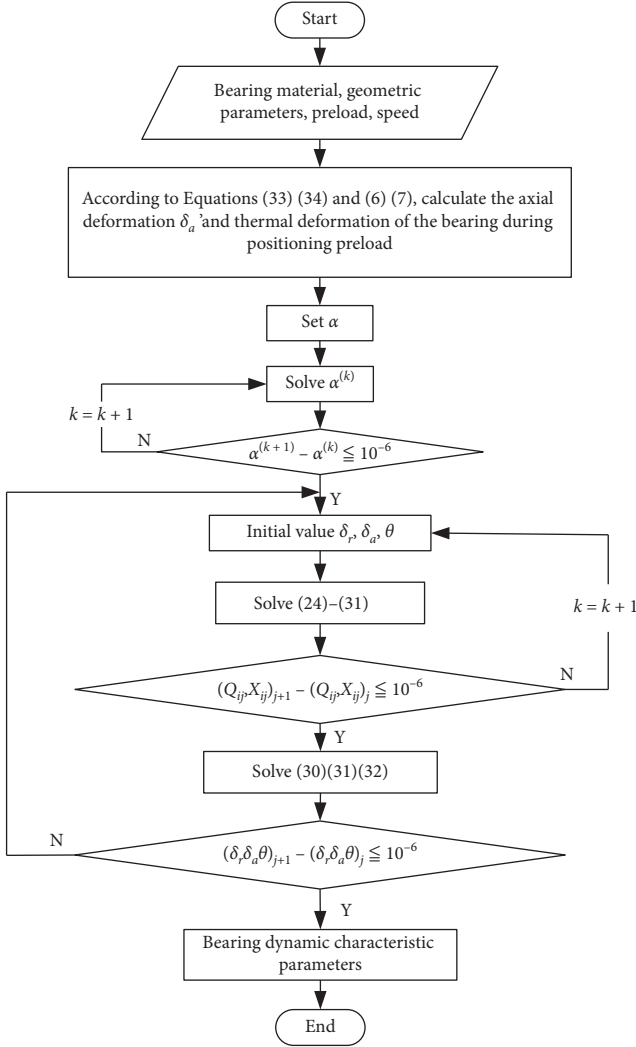 Start
Bearing material, geometric
parameters, preload, speed
According to Equations (33) (34) and (6) (7), calculate the axial
deformation δₐ’and thermal deformation of the bearing during
positioning preload
Set α
Solve α⁽ᵏ⁾
k = k + 1
N
α⁽ᵏ ⁺ ¹⁾ – α⁽ᵏ⁾ ≦ 10⁻⁶
Y
Initial value δᵣ, δₐ, θ
Solve (24)–(31)
k = k + 1
(Qᵢⱼ,Xᵢⱼ)ⱼ₊₁ – (Qᵢⱼ,Xᵢⱼ)ⱼ ≦ 10⁻⁶
N
Y
Solve (30)(31)(32)
N
(δᵣδₐθ)ⱼ₊₁ – (δᵣδₐθ)ⱼ ≦ 10⁻⁶
Y
Bearing dynamic characteristic
parameters
End